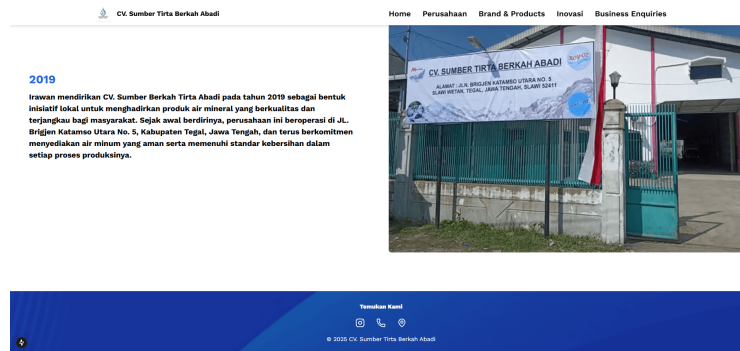 CV. Sumber Tirta Berkah Abadi
Home Perusahaan Brand & Products Inovasi Business Enquiries
2019
Irawan mendirikan CV. Sumber Berkah Tirta Abadi pada tahun 2019 sebagai bentuk
inisiatif lokal untuk menghadirkan produk air mineral yang berkualitas dan
terjangkau bagi masyarakat. Sejak awal berdirinya, perusahaan ini beroperasi di JL.
Brigjen Katamso Utara No. 5, Kabupaten Tegal, Jawa Tengah, dan terus berkomitmen
menyediakan air minum yang aman serta memenuhi standar kebersihan dalam
setiap proses produksinya.
CV. SUMBER TIRTA BERKAH ABADI
ALAMAT : JLN. BRIGJEN KATAMSO UTARA NO. 5
SLAWI WETAN, TEGAL, JAWA TENGAH, SLAWI 52411
Temukan Kami
© 2025 CV. Sumber Tirta Berkah Abadi